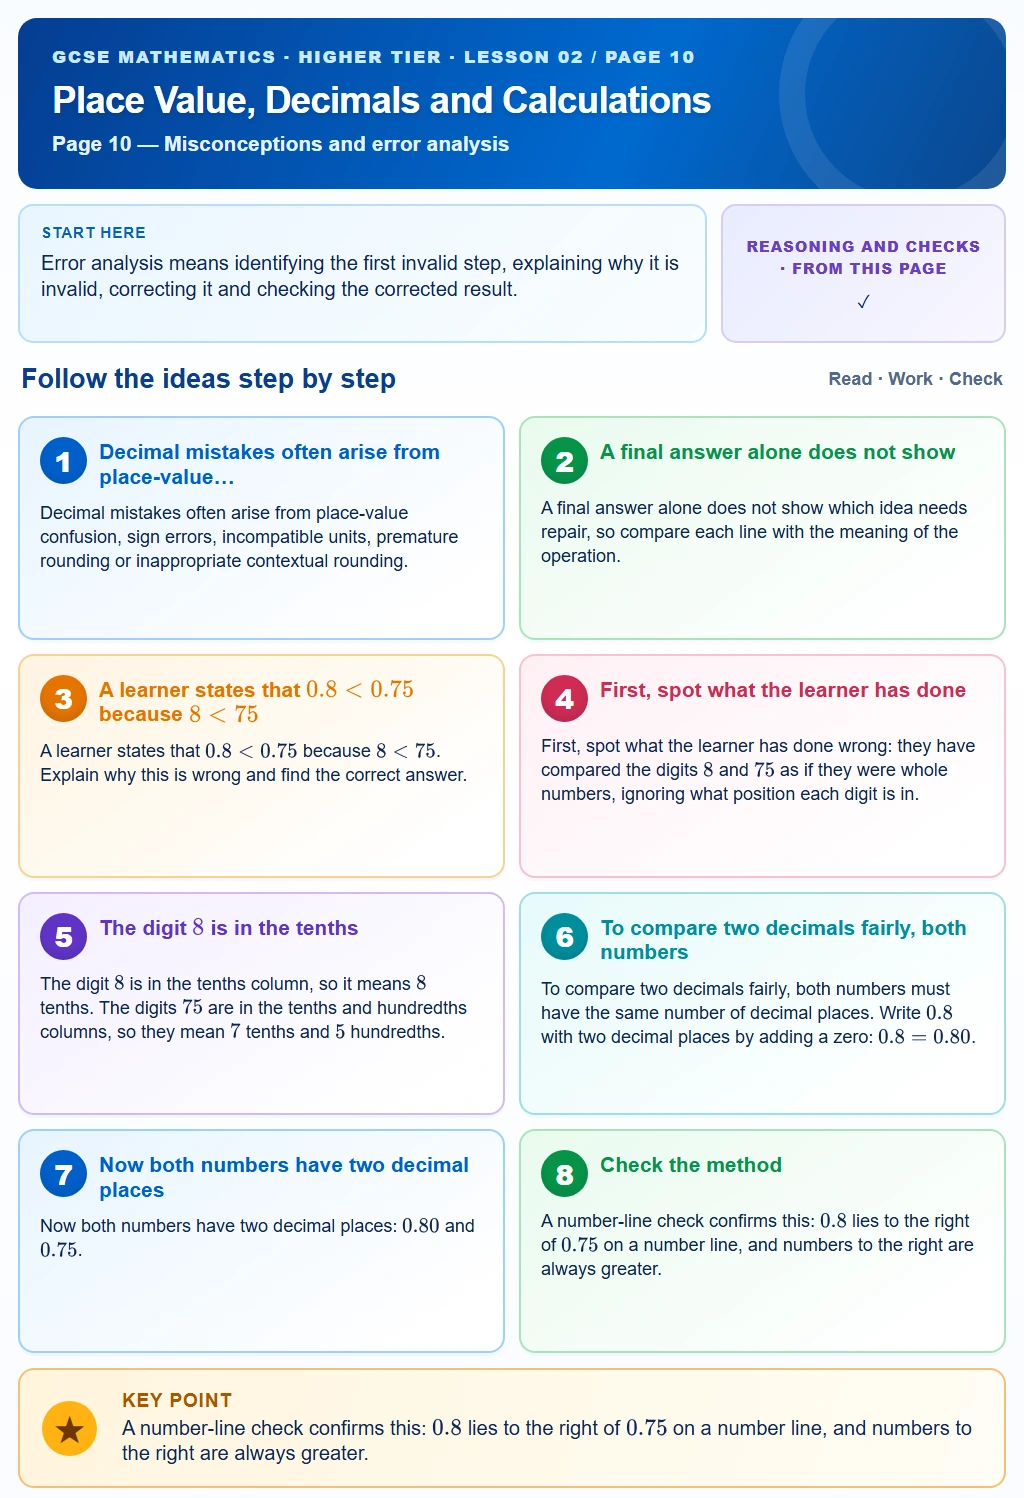 GCSE MATHEMATICS · HIGHER TIER · LESSON 02 / PAGE 10
Place Value, Decimals and Calculations
Page 10 — Misconceptions and error analysis
START HERE
Error analysis means identifying the first invalid step, explaining why it is
invalid, correcting it and checking the corrected result.
REASONING AND CHECKS
· FROM THIS PAGE
✓
Follow the ideas step by step
Read · Work · Check
1
Decimal mistakes often arise from
place-value…
Decimal mistakes often arise from place-value
confusion, sign errors, incompatible units, premature
rounding or inappropriate contextual rounding.
2
A final answer alone does not show
A final answer alone does not show which idea needs
repair, so compare each line with the meaning of the
operation.
3
A learner states that 0.8 < 0.75
because 8 < 75
A learner states that 0.8 < 0.75 because 8 < 75.
Explain why this is wrong and find the correct answer.
4
First, spot what the learner has done
First, spot what the learner has done wrong: they have
compared the digits 8 and 75 as if they were whole
numbers, ignoring what position each digit is in.
5
The digit 8 is in the tenths
The digit 8 is in the tenths column, so it means 8
tenths. The digits 75 are in the tenths and hundredths
columns, so they mean 7 tenths and 5 hundredths.
6
To compare two decimals fairly, both
numbers
To compare two decimals fairly, both numbers must
have the same number of decimal places. Write 0.8
with two decimal places by adding a zero: 0.8 = 0.80.
7
Now both numbers have two decimal
places
Now both numbers have two decimal places: 0.80 and
0.75.
8
Check the method
A number-line check confirms this: 0.8 lies to the right
of 0.75 on a number line, and numbers to the right are
always greater.
KEY POINT
A number-line check confirms this: 0.8 lies to the right of 0.75 on a number line, and numbers to
the right are always greater.